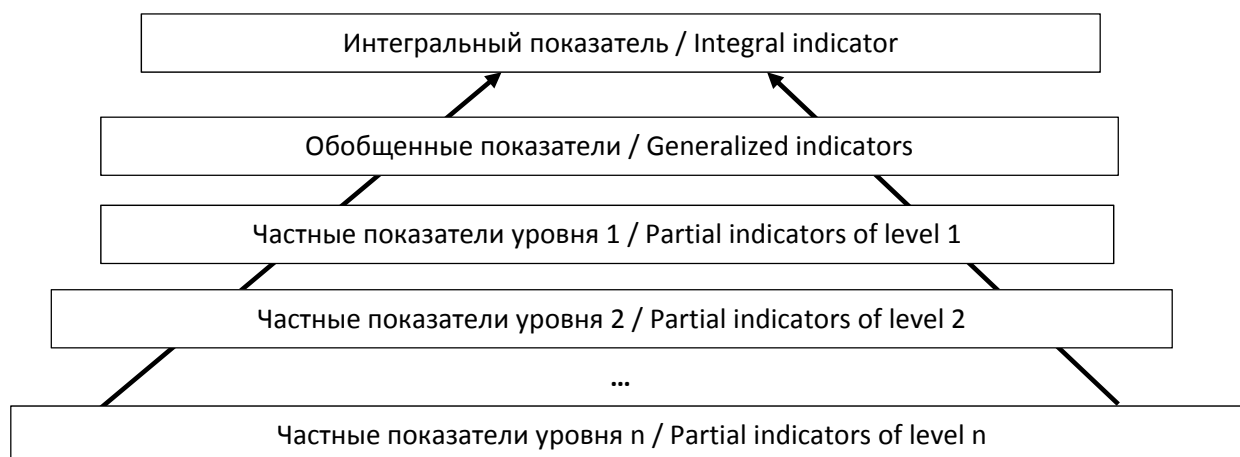 Интегральный показатель / Integral indicator
Обобщенные показатели / Generalized indicators
Частные показатели уровня 1 / Partial indicators of level 1
Частные показатели уровня 2 / Partial indicators of level 2
...
Частные показатели уровня n / Partial indicators of level n